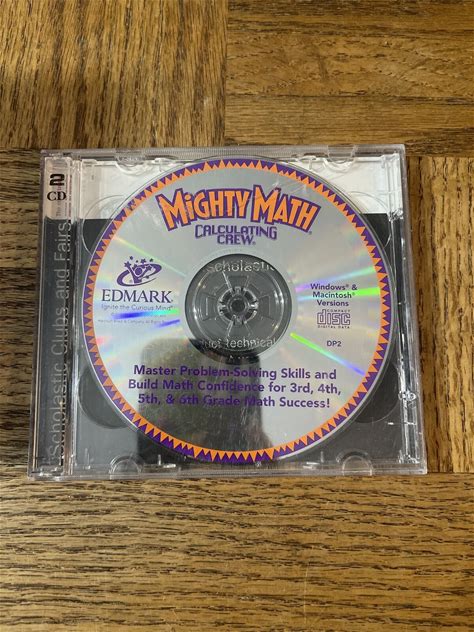 2
CD
Scholastic Clubs and Fairs
MIGHTY MATH
CALCULATING
CREW®
scholastic
EDMARK
Ignite the Curious Mind
Windows® &
Macintosh®
Versions
COMPACT
disc
DIGITAL DATA
DP2
technical
Master Problem-Solving Skills and
Build Math Confidence for 3rd, 4th,
5th, & 6th Grade Math Success!